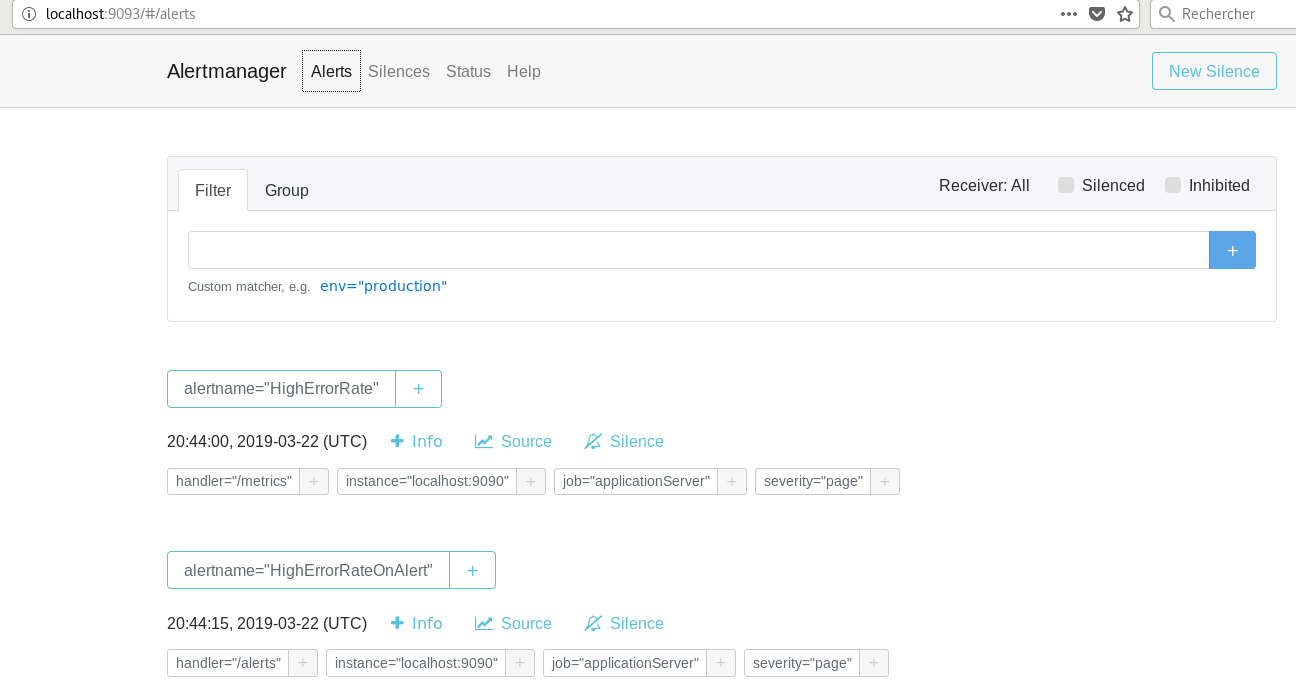 localhost:9093/#/alerts Rechercher
Alertmanager Alerts Silences Status Help New Silence
Filter Group Receiver: All Silenced Inhibited
+
Custom matcher, e.g. env="production"
alertname="HighErrorRate" +
20:44:00, 2019-03-22 (UTC) + Info Source Silence
handler="/metrics" + instance="localhost:9090" + job="applicationServer" + severity="page" +
alertname="HighErrorRateOnAlert" +
20:44:15, 2019-03-22 (UTC) + Info Source Silence
handler="/alerts" + instance="localhost:9090" + job="applicationServer" + severity="page" +